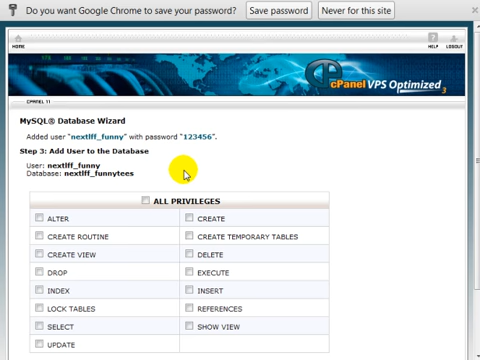 Do you want Google Chrome to save your password? Save password Never for this site
HOME HELP LOGOUT
cPanel VPS Optimized 3
CPANEL 11
MySQL® Database Wizard
Added user "nextlff_funny" with password "123456".
Step 3: Add User to the Database
User: nextlff_funny
Database: nextlff_funnytees
ALL PRIVILEGES
ALTER CREATE
CREATE ROUTINE CREATE TEMPORARY TABLES
CREATE VIEW DELETE
DROP EXECUTE
INDEX INSERT
LOCK TABLES REFERENCES
SELECT SHOW VIEW
UPDATE